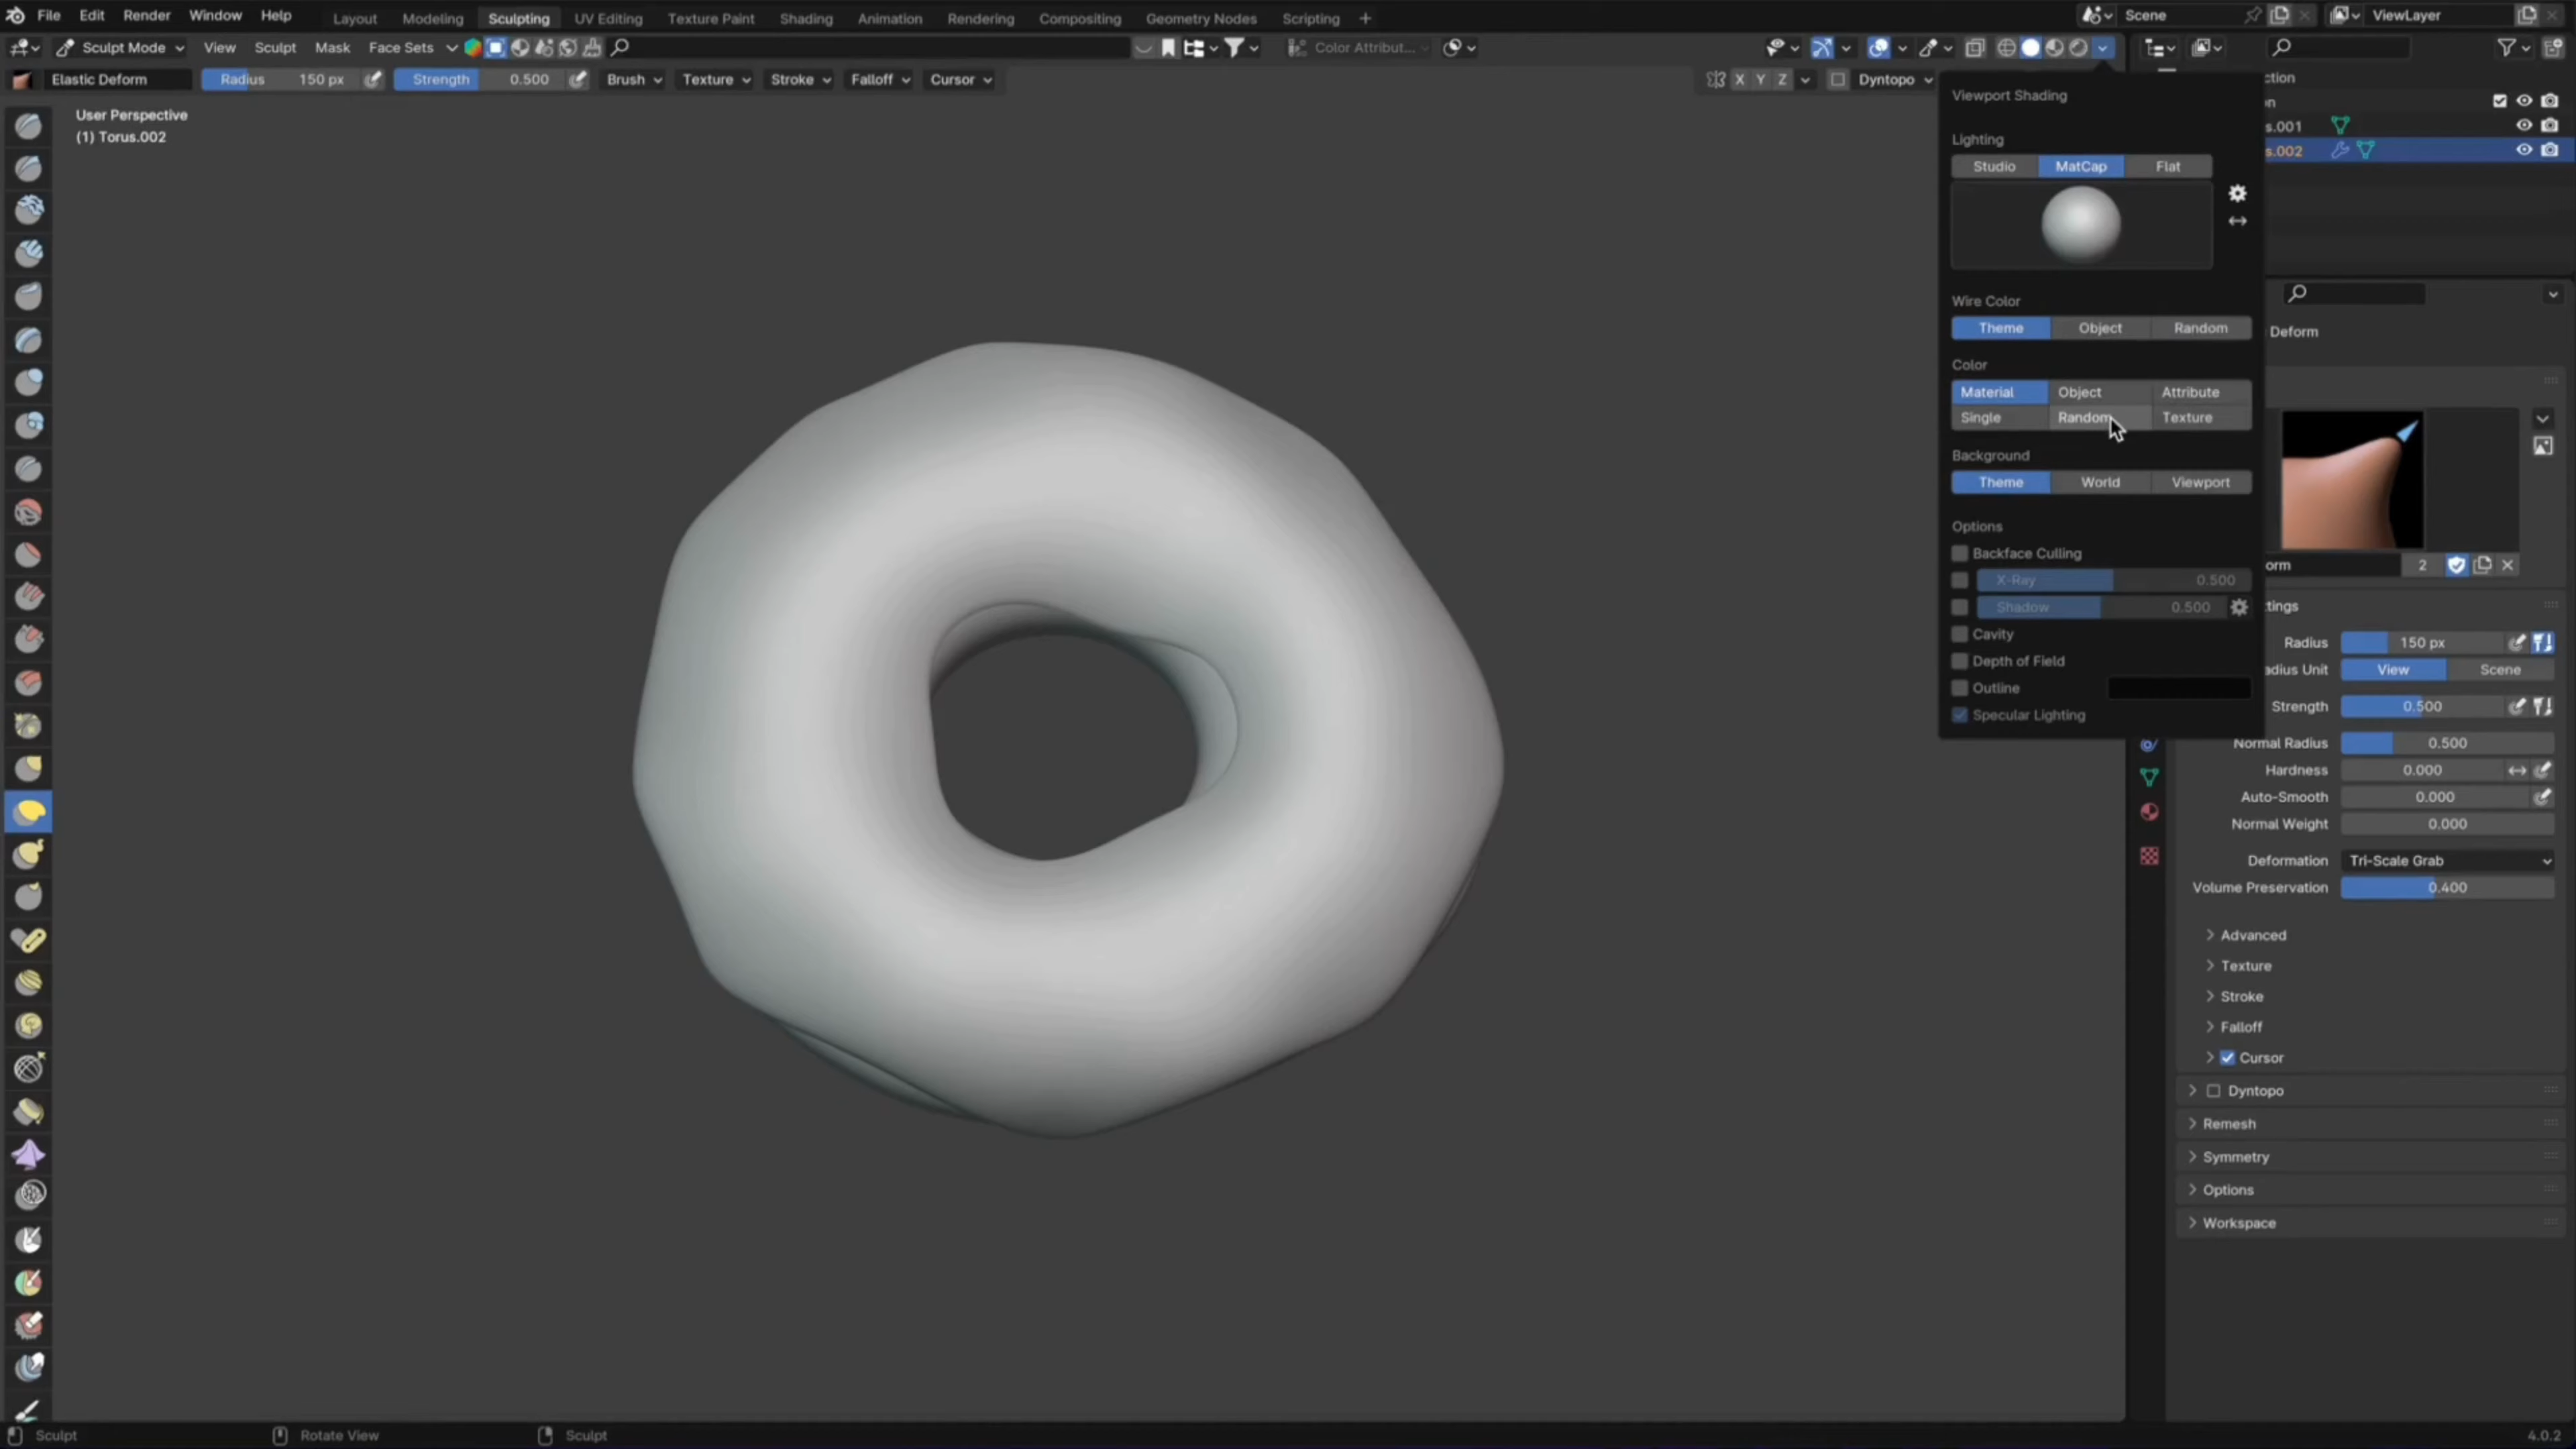 File Edit Render Window Help Layout Modeling Sculpting UV Editing Texture Paint Shading Animation Rendering Compositing Geometry Nodes Scripting + Scene ViewLayer
Sculpt Mode View Sculpt Mask Face Sets Color Attribut...
Elastic Deform Radius 150 px Strength 0.500 Brush Texture Stroke Falloff Cursor X Y Z Dyntopo
User Perspective
(1) Torus.002
Viewport Shading
Lighting
Studio MatCap Flat
Wire Color
Theme Object Random
Color
Material Object Attribute
Single Random Texture
Background
Theme World Viewport
Options
Backface Culling
X-Ray 0.500
Shadow 0.500
Cavity
Depth of Field
Outline
Specular Lighting
ction
n
s.001
s.002
Deform
orm 2
tings
Radius 150 px
adius Unit View Scene
Strength 0.500
Normal Radius 0.500
Hardness 0.000
Auto-Smooth 0.000
Normal Weight 0.000
Deformation Tri-Scale Grab
Volume Preservation 0.400
Advanced
Texture
Stroke
Falloff
Cursor
Dyntopo
Remesh
Symmetry
Options
Workspace
Sculpt Rotate View Sculpt 4.0.2